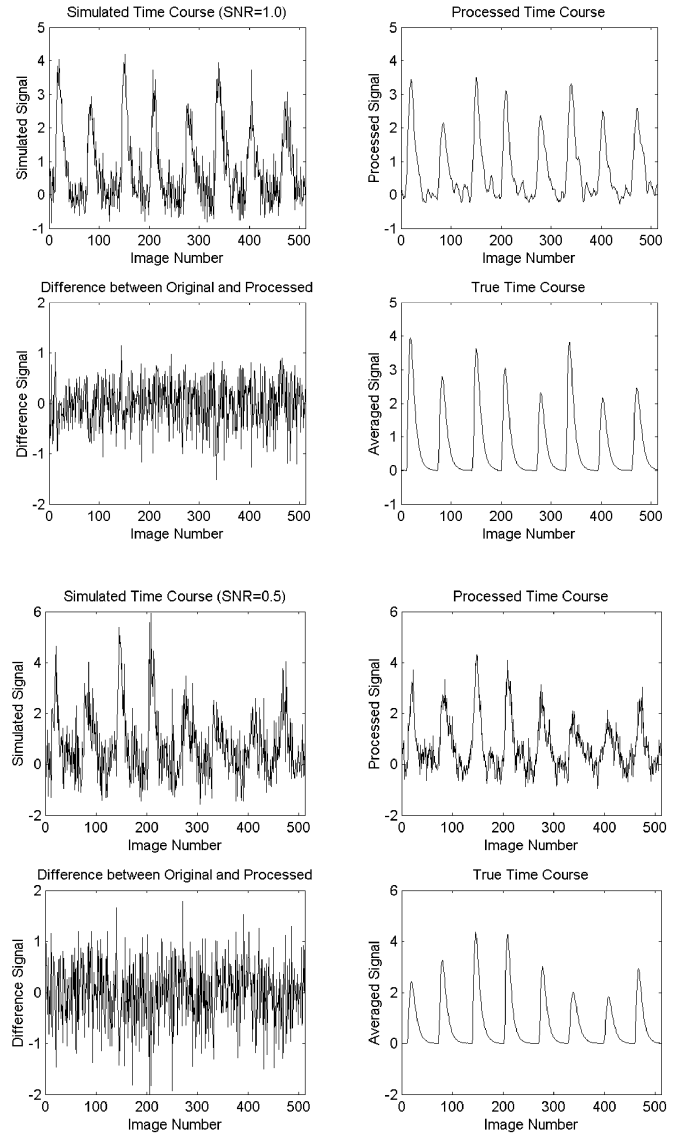 Simulated Time Course (SNR=1.0)
Simulated Signal
5
4
3
2
1
0
-1
0 100 200 300 400 500
Image Number
Processed Time Course
Processed Signal
5
4
3
2
1
0
-1
0 100 200 300 400 500
Image Number
Difference between Original and Processed
Difference Signal
2
1
0
-1
-2
0 100 200 300 400 500
Image Number
True Time Course
Averaged Signal
5
4
3
2
1
0
-1
0 100 200 300 400 500
Image Number
Simulated Time Course (SNR=0.5)
Simulated Signal
6
4
2
0
-2
0 100 200 300 400 500
Image Number
Processed Time Course
Processed Signal
6
4
2
0
-2
0 100 200 300 400 500
Image Number
Difference between Original and Processed
Difference Signal
2
1
0
-1
-2
0 100 200 300 400 500
Image Number
True Time Course
Averaged Signal
6
4
2
0
-2
0 100 200 300 400 500
Image Number